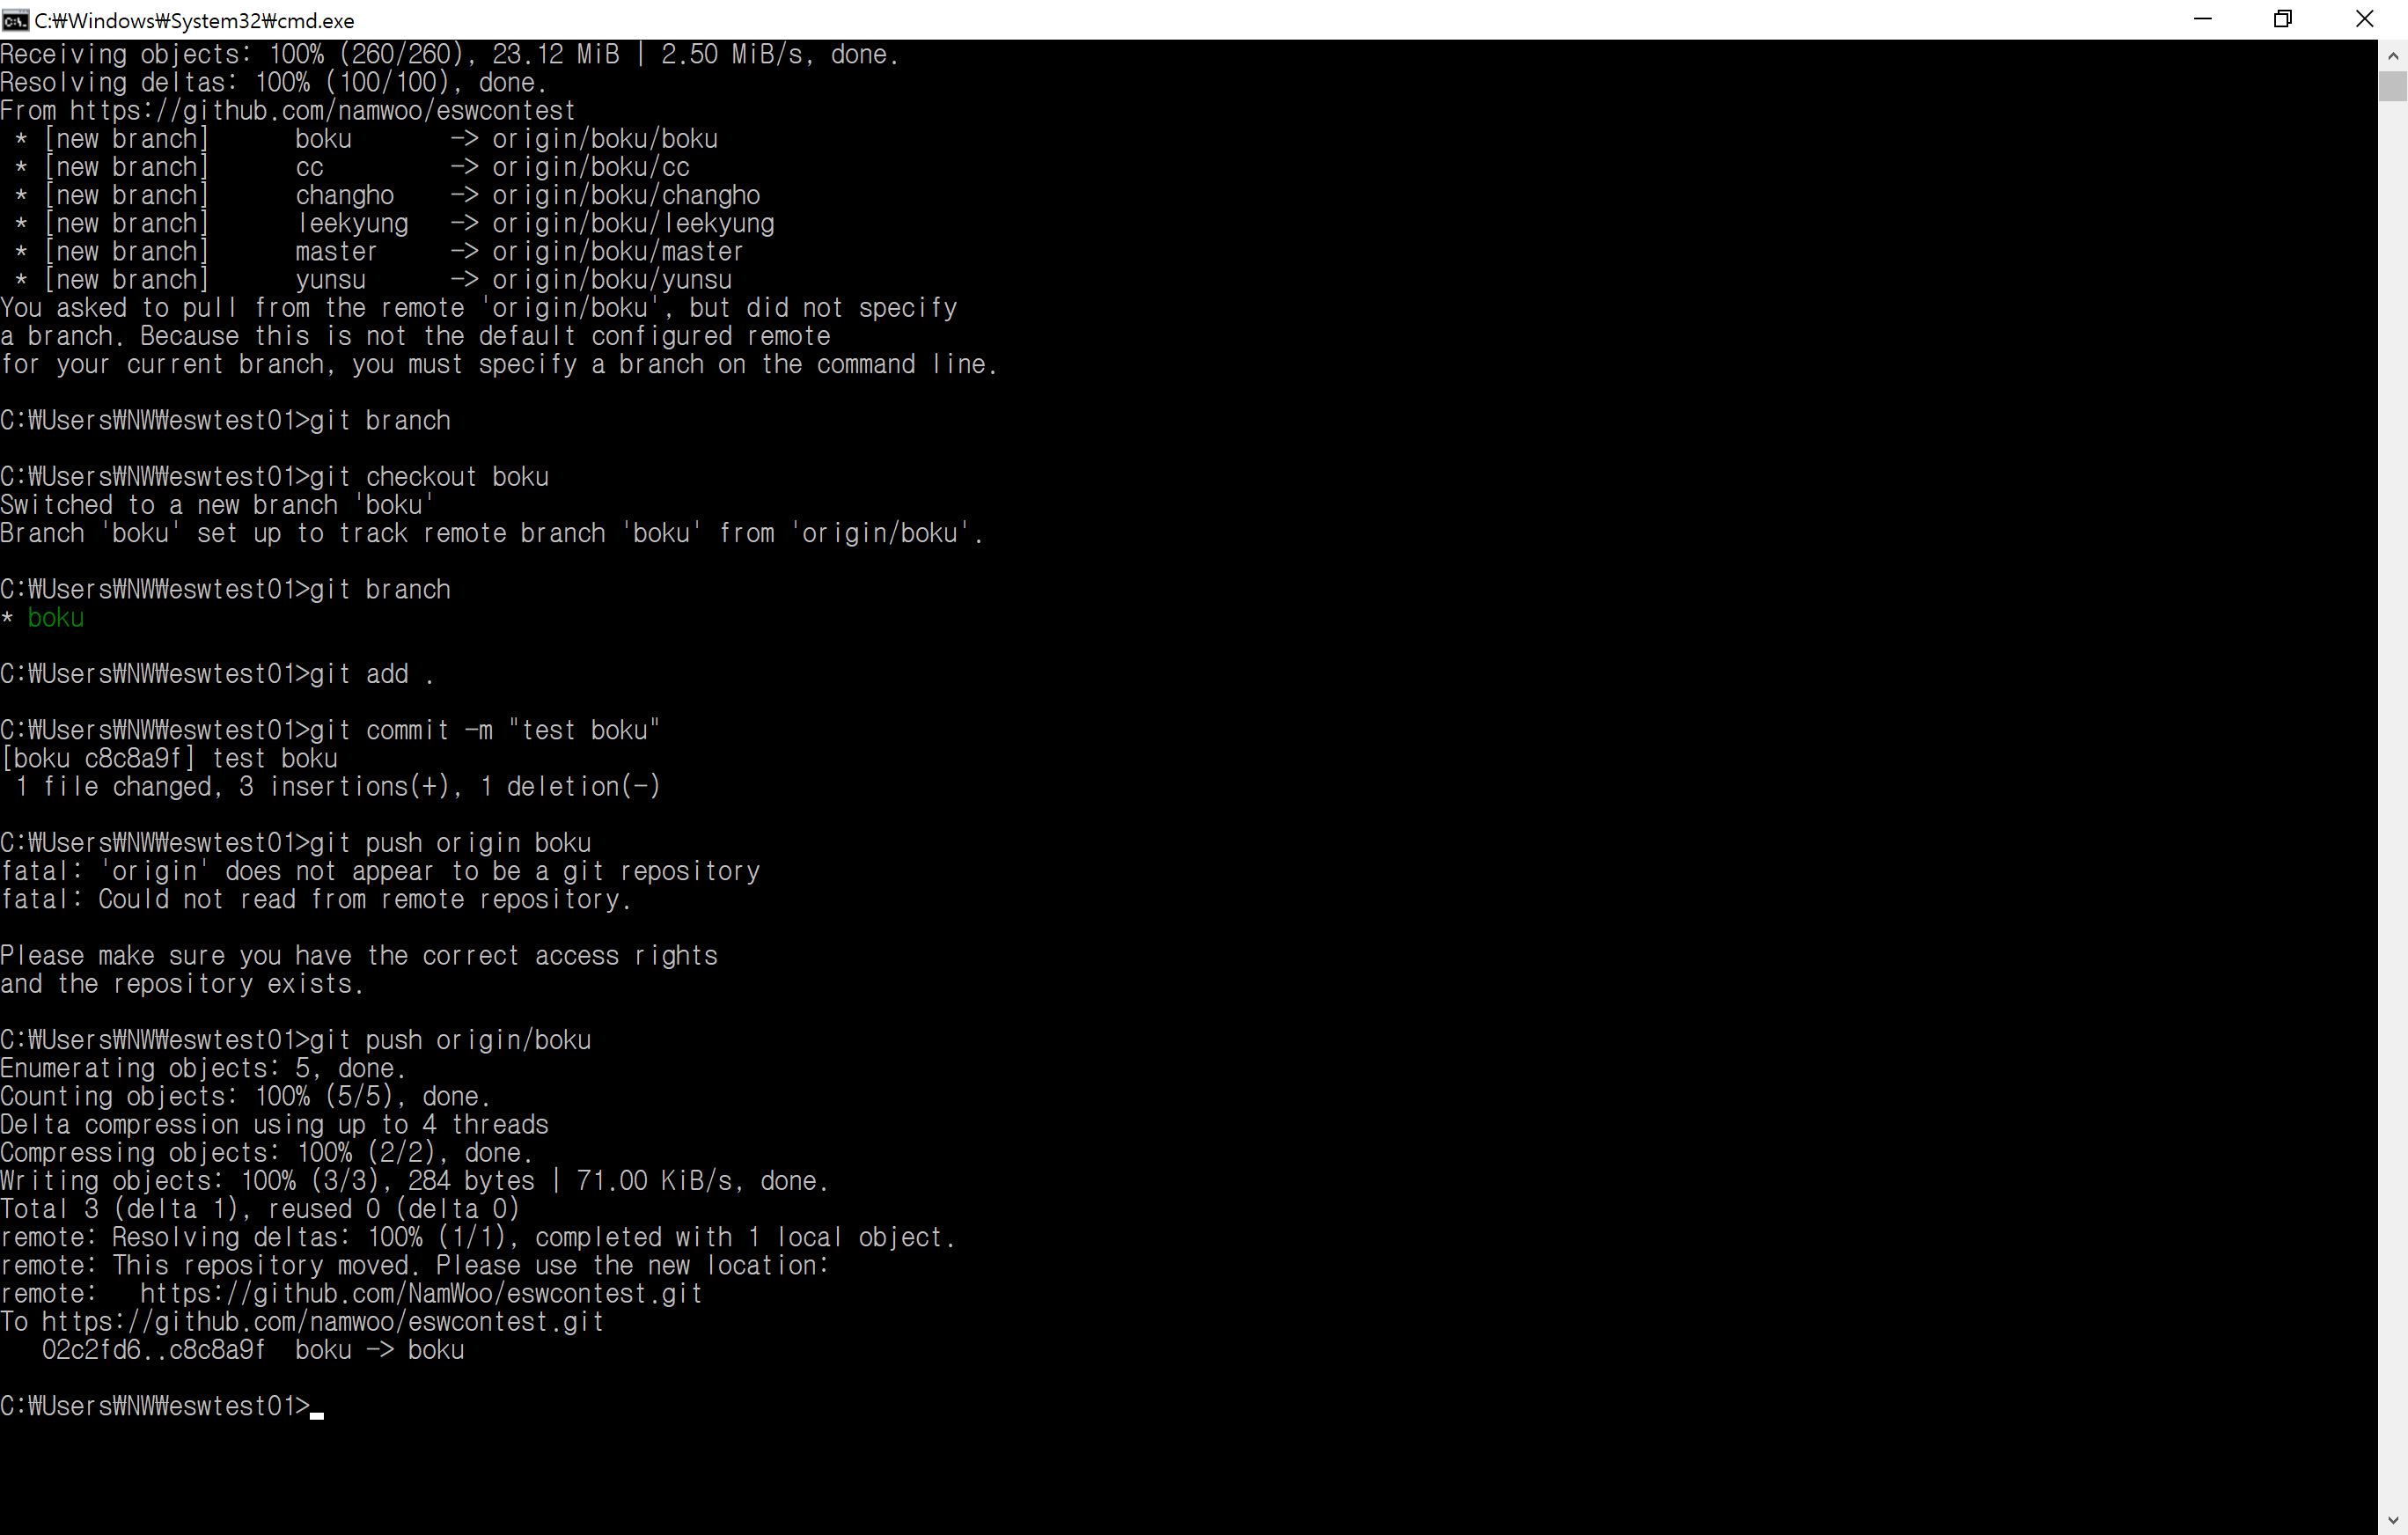 C:₩Windows₩System32₩cmd.exe
Receiving objects: 100% (260/260), 23.12 MiB | 2.50 MiB/s, done.
Resolving deltas: 100% (100/100), done.
From https://github.com/namwoo/eswcontest
 * [new branch]      boku       -> origin/boku/boku
 * [new branch]      cc         -> origin/boku/cc
 * [new branch]      changho    -> origin/boku/changho
 * [new branch]      leekyung   -> origin/boku/leekyung
 * [new branch]      master     -> origin/boku/master
 * [new branch]      yunsu      -> origin/boku/yunsu
You asked to pull from the remote 'origin/boku', but did not specify
a branch. Because this is not the default configured remote
for your current branch, you must specify a branch on the command line.
C:₩Users₩NW₩eswtest01>git branch
C:₩Users₩NW₩eswtest01>git checkout boku
Switched to a new branch 'boku'
Branch 'boku' set up to track remote branch 'boku' from 'origin/boku'.
C:₩Users₩NW₩eswtest01>git branch
* boku
C:₩Users₩NW₩eswtest01>git add .
C:₩Users₩NW₩eswtest01>git commit -m "test boku"
[boku c8c8a9f] test boku
 1 file changed, 3 insertions(+), 1 deletion(-)
C:₩Users₩NW₩eswtest01>git push origin boku
fatal: 'origin' does not appear to be a git repository
fatal: Could not read from remote repository.
Please make sure you have the correct access rights
and the repository exists.
C:₩Users₩NW₩eswtest01>git push origin/boku
Enumerating objects: 5, done.
Counting objects: 100% (5/5), done.
Delta compression using up to 4 threads
Compressing objects: 100% (2/2), done.
Writing objects: 100% (3/3), 284 bytes | 71.00 KiB/s, done.
Total 3 (delta 1), reused 0 (delta 0)
remote: Resolving deltas: 100% (1/1), completed with 1 local object.
remote: This repository moved. Please use the new location:
remote:   https://github.com/NamWoo/eswcontest.git
To https://github.com/namwoo/eswcontest.git
   02c2fd6..c8c8a9f  boku -> boku
C:₩Users₩NW₩eswtest01>